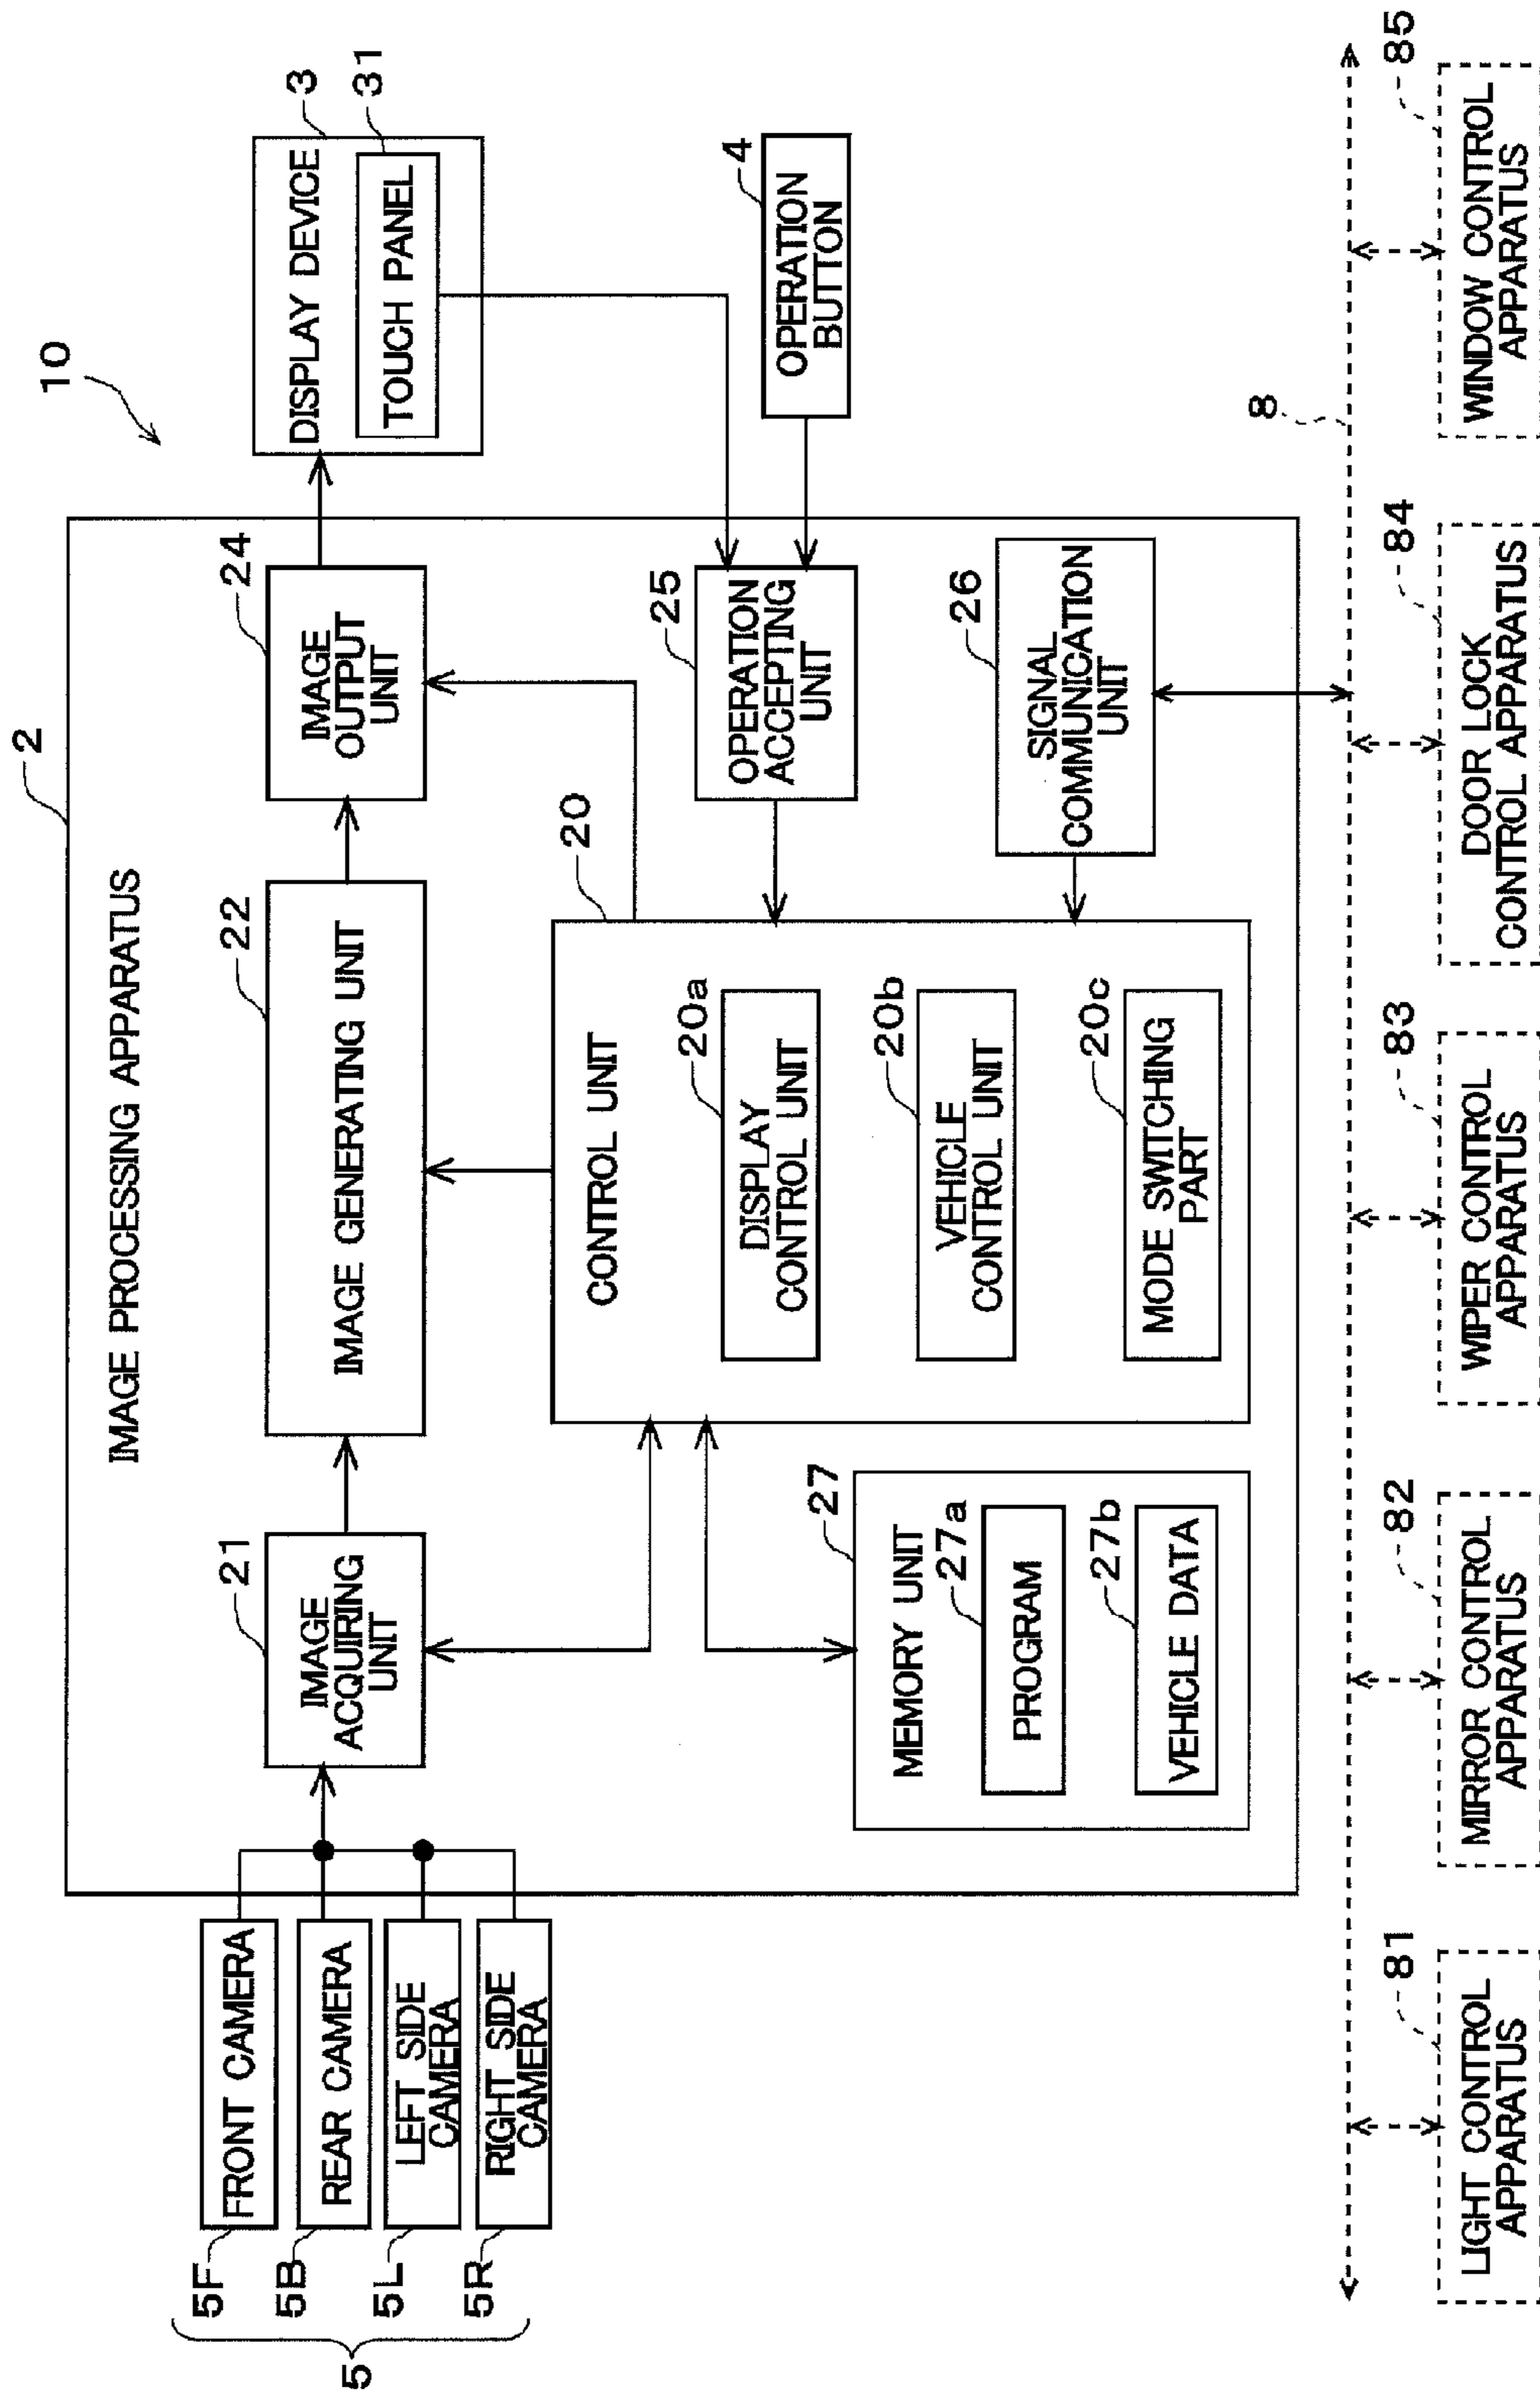 10
2
IMAGE PROCESSING APPARATUS
5
5F
FRONT CAMERA
5B
REAR CAMERA
5L
LEFT SIDE
CAMERA
5R
RIGHT SIDE
CAMERA
21
IMAGE
ACQUIRING
UNIT
22
IMAGE GENERATING UNIT
24
IMAGE
OUTPUT
UNIT
3
DISPLAY DEVICE
31
TOUCH PANEL
4
OPERATION
BUTTON
25
OPERATION
ACCEPTING
UNIT
26
SIGNAL
COMMUNICATION
UNIT
20
CONTROL UNIT
20a
DISPLAY
CONTROL UNIT
20b
VEHICLE
CONTROL UNIT
20c
MODE SWITCHING
PART
27
MEMORY UNIT
27a
PROGRAM
27b
VEHICLE DATA
8
81
LIGHT CONTROL
APPARATUS
82
MIRROR CONTROL
APPARATUS
83
WIPER CONTROL
APPARATUS
84
DOOR LOCK
CONTROL APPARATUS
85
WINDOW CONTROL
APPARATUS